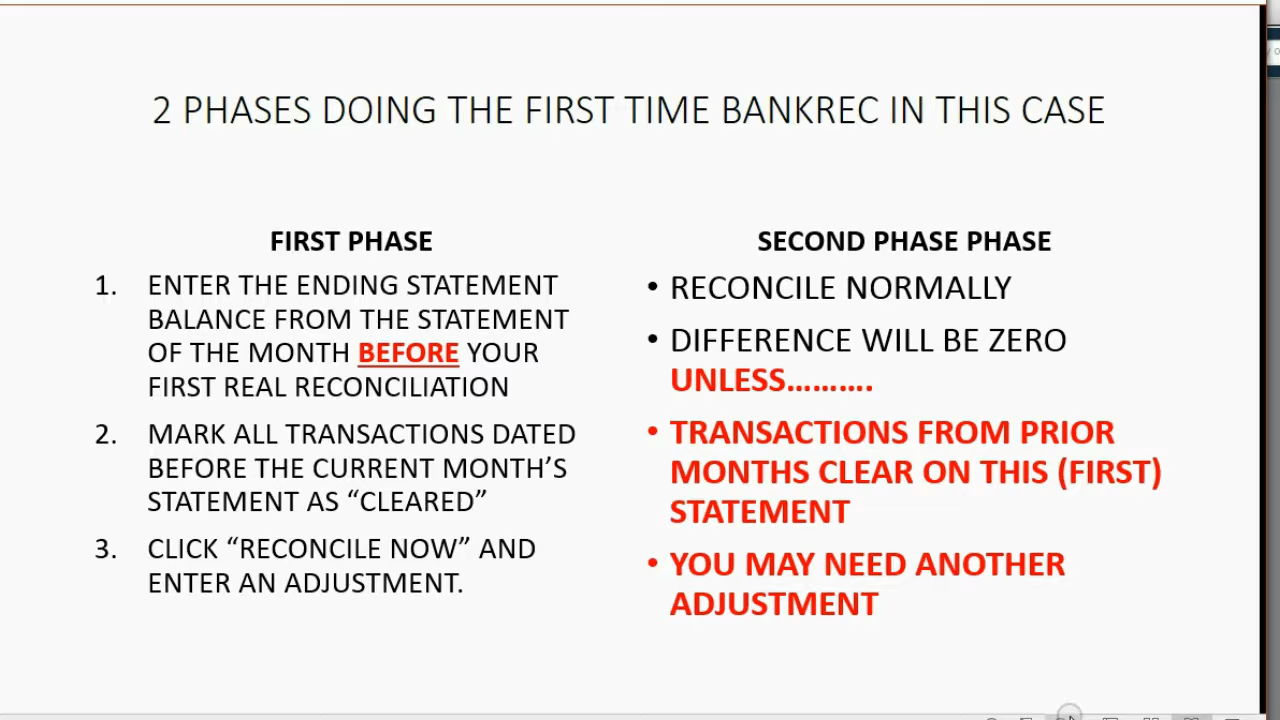 2 PHASES DOING THE FIRST TIME BANKREC IN THIS CASE
FIRST PHASE
1. ENTER THE ENDING STATEMENT
BALANCE FROM THE STATEMENT
OF THE MONTH BEFORE YOUR
FIRST REAL RECONCILIATION
2. MARK ALL TRANSACTIONS DATED
BEFORE THE CURRENT MONTH’S
STATEMENT AS “CLEARED”
3. CLICK “RECONCILE NOW” AND
ENTER AN ADJUSTMENT.
SECOND PHASE PHASE
• RECONCILE NORMALLY
• DIFFERENCE WILL BE ZERO
UNLESS……….
• TRANSACTIONS FROM PRIOR
MONTHS CLEAR ON THIS (FIRST)
STATEMENT
• YOU MAY NEED ANOTHER
ADJUSTMENT